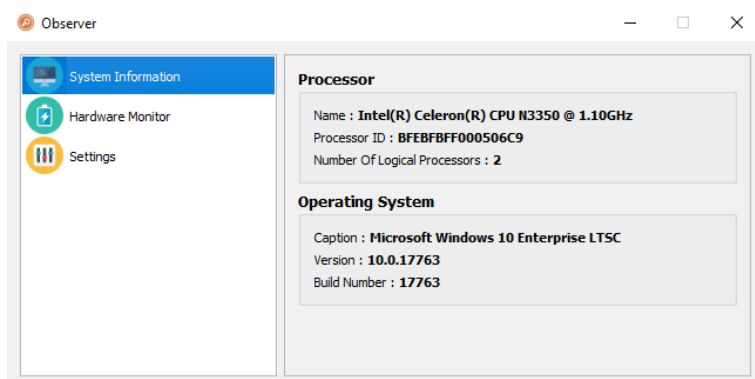 Observer
System Information
Hardware Monitor
Settings
Processor
Name : Intel(R) Celeron(R) CPU N3350 @ 1.10GHz
Processor ID : BFEBFBFF000506C9
Number Of Logical Processors : 2
Operating System
Caption : Microsoft Windows 10 Enterprise LTSC
Version : 10.0.17763
Build Number : 17763